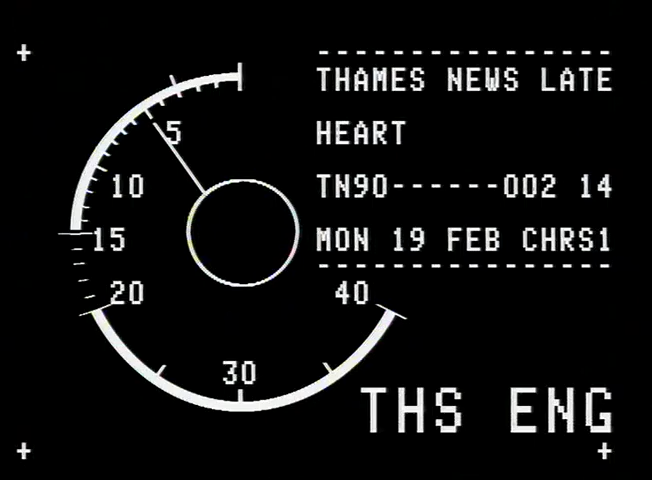 ----------------
THAMES NEWS LATE
HEART
TN90------002 14
MON 19 FEB CHRS1
----------------
5
10
15
20
30
40
THS ENG